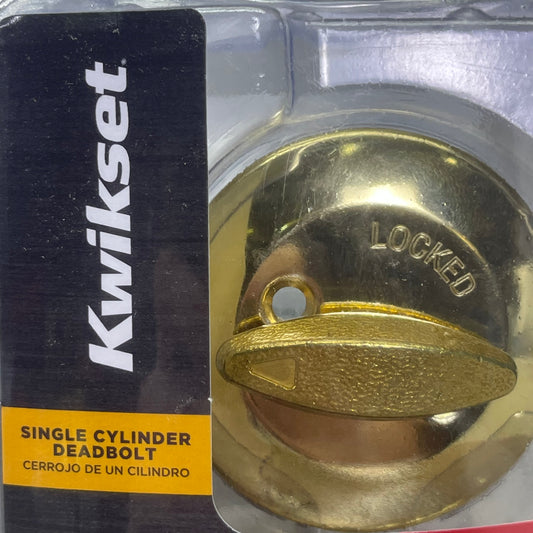 Kwikset
SINGLE CYLINDER
DEADBOLT
CERROJO DE UN CILINDRO
LOCKED